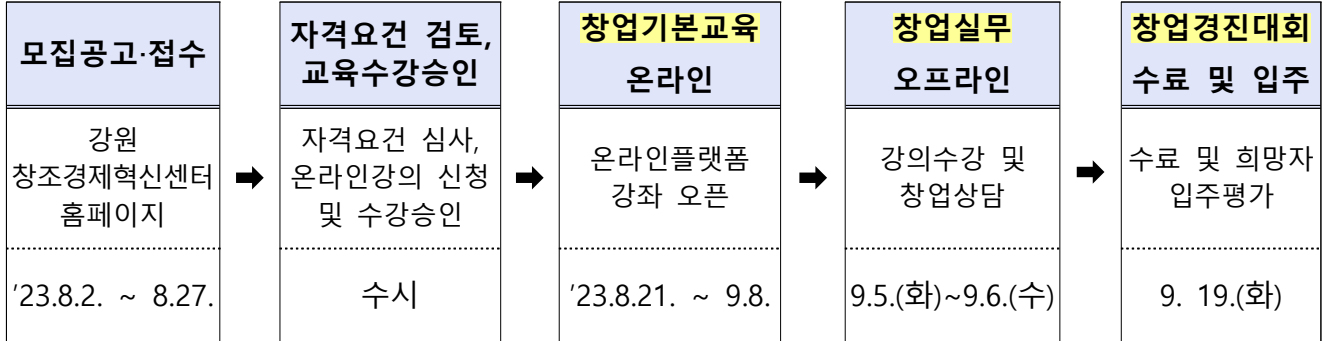 모집공고·접수
강원
창조경제혁신센터
홈페이지
'23.8.2. ~ 8.27.
자격요건 검토,
교육수강승인
자격요건 심사,
온라인강의 신청
및 수강승인
수시
창업기본교육
온라인
온라인플랫폼
강좌 오픈
'23.8.21. ~ 9.8.
창업실무
오프라인
강의수강 및
창업상담
9.5.(화)~9.6.(수)
창업경진대회
수료 및 입주
수료 및 희망자
입주평가
9. 19.(화)